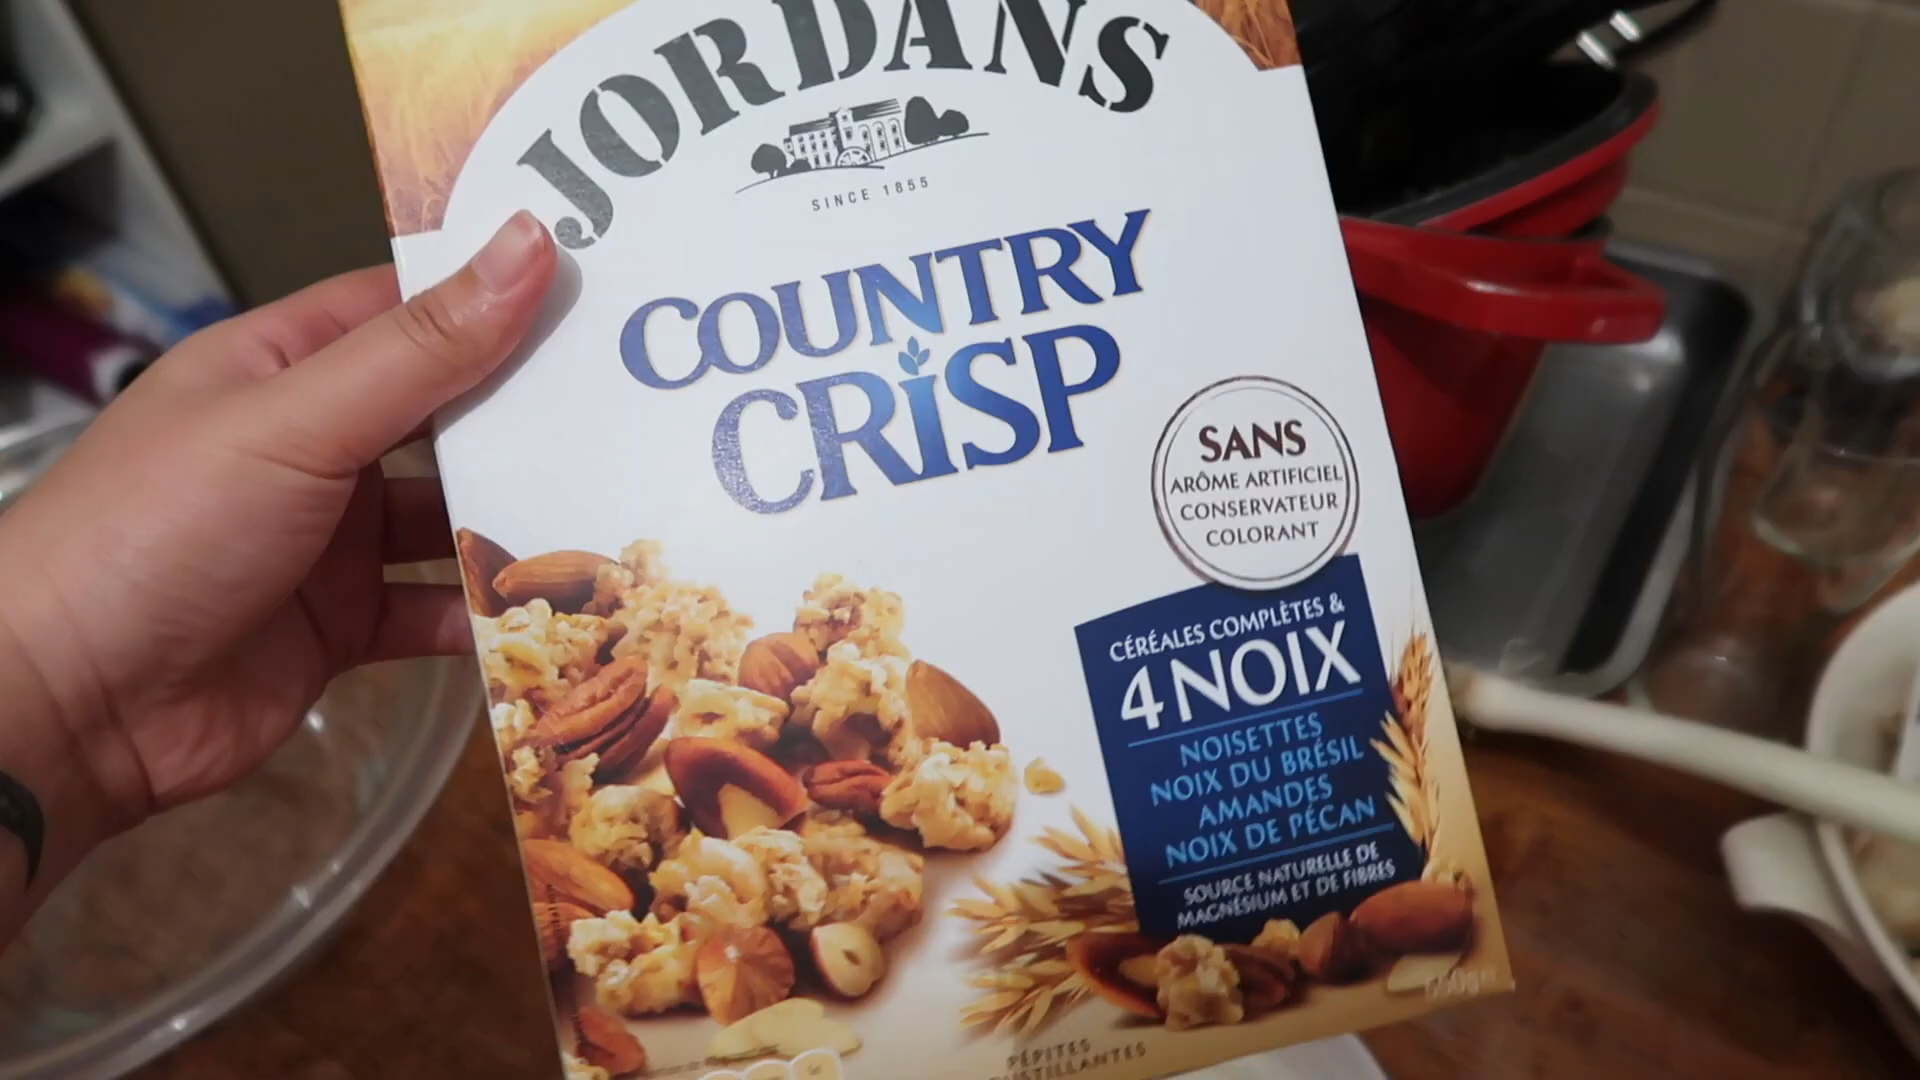 JORDANS
SINCE 1855
COUNTRY
CRISP
SANS
ARÔME ARTIFICIEL
CONSERVATEUR
COLORANT
CÉRÉALES COMPLÈTES &
4 NOIX
NOISETTES
NOIX DU BRÉSIL
AMANDES
NOIX DE PÉCAN
SOURCE NATURELLE DE
MAGNÉSIUM ET DE FIBRES
PÉPITES